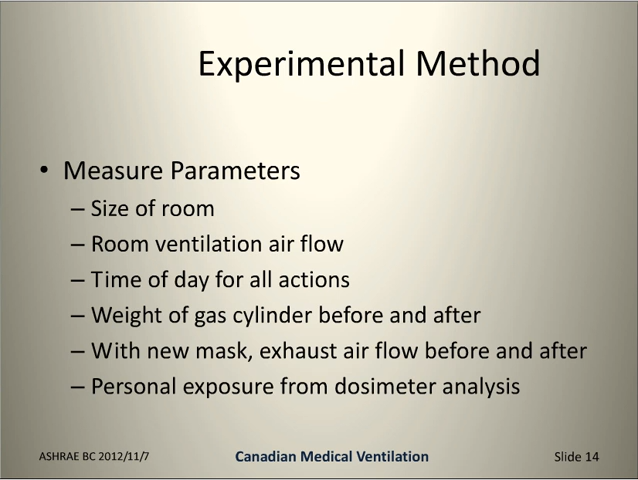 Experimental Method
• Measure Parameters
– Size of room
– Room ventilation air flow
– Time of day for all actions
– Weight of gas cylinder before and after
– With new mask, exhaust air flow before and after
– Personal exposure from dosimeter analysis
ASHRAE BC 2012/11/7
Canadian Medical Ventilation
Slide 14